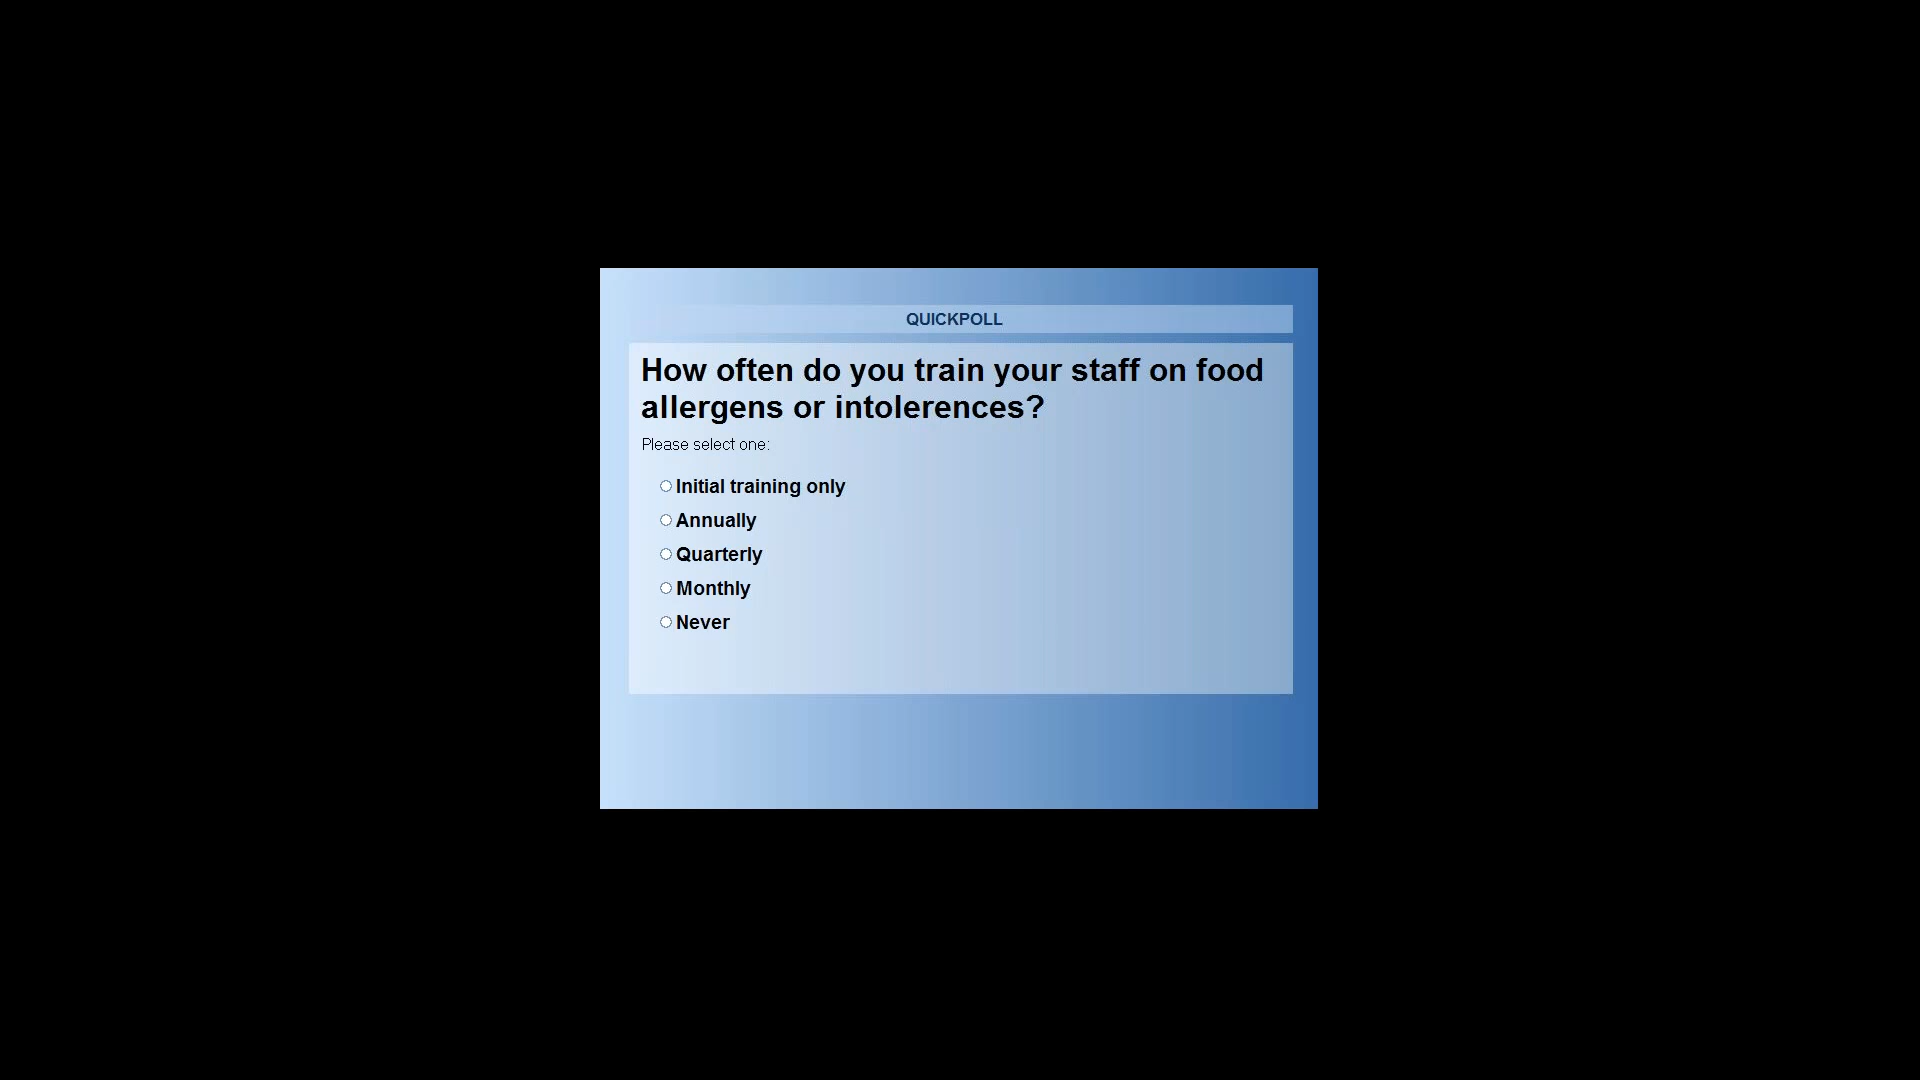 QUICKPOLL
How often do you train your staff on food
allergens or intolerences?
Please select one:
Initial training only
Annually
Quarterly
Monthly
Never